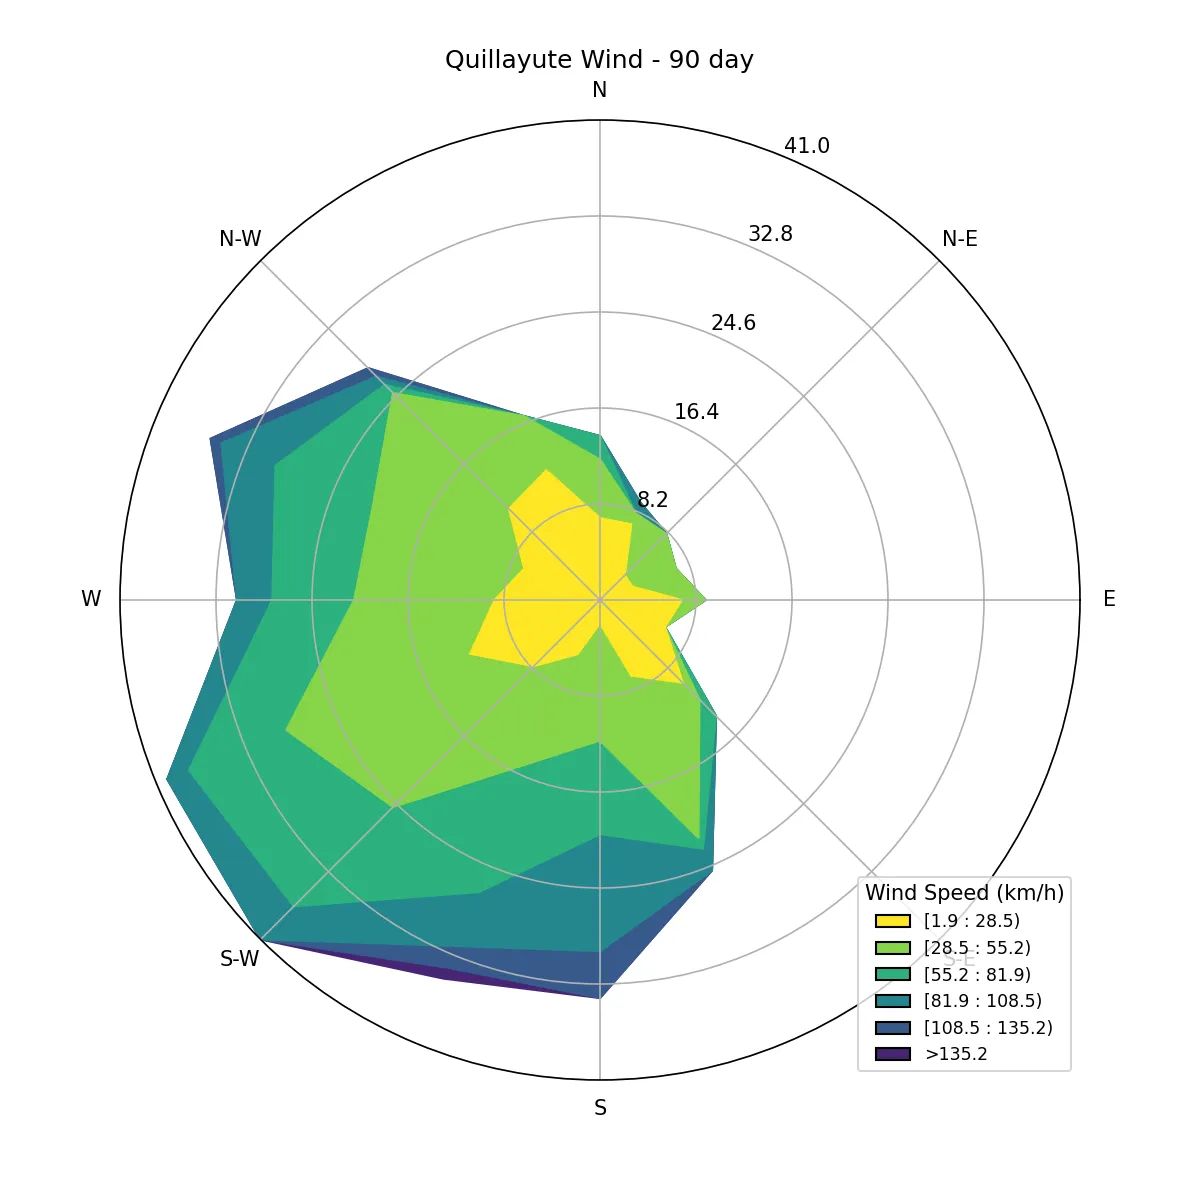 Quillayute Wind - 90 day
N
41.0
32.8
N-W
N-E
24.6
16.4
8.2
W
E
Wind Speed (km/h)
[1.9 : 28.5)
[28.5 : 55.2)
S-W
S-E
[55.2 : 81.9)
[81.9 : 108.5)
[108.5 : 135.2)
>135.2
S